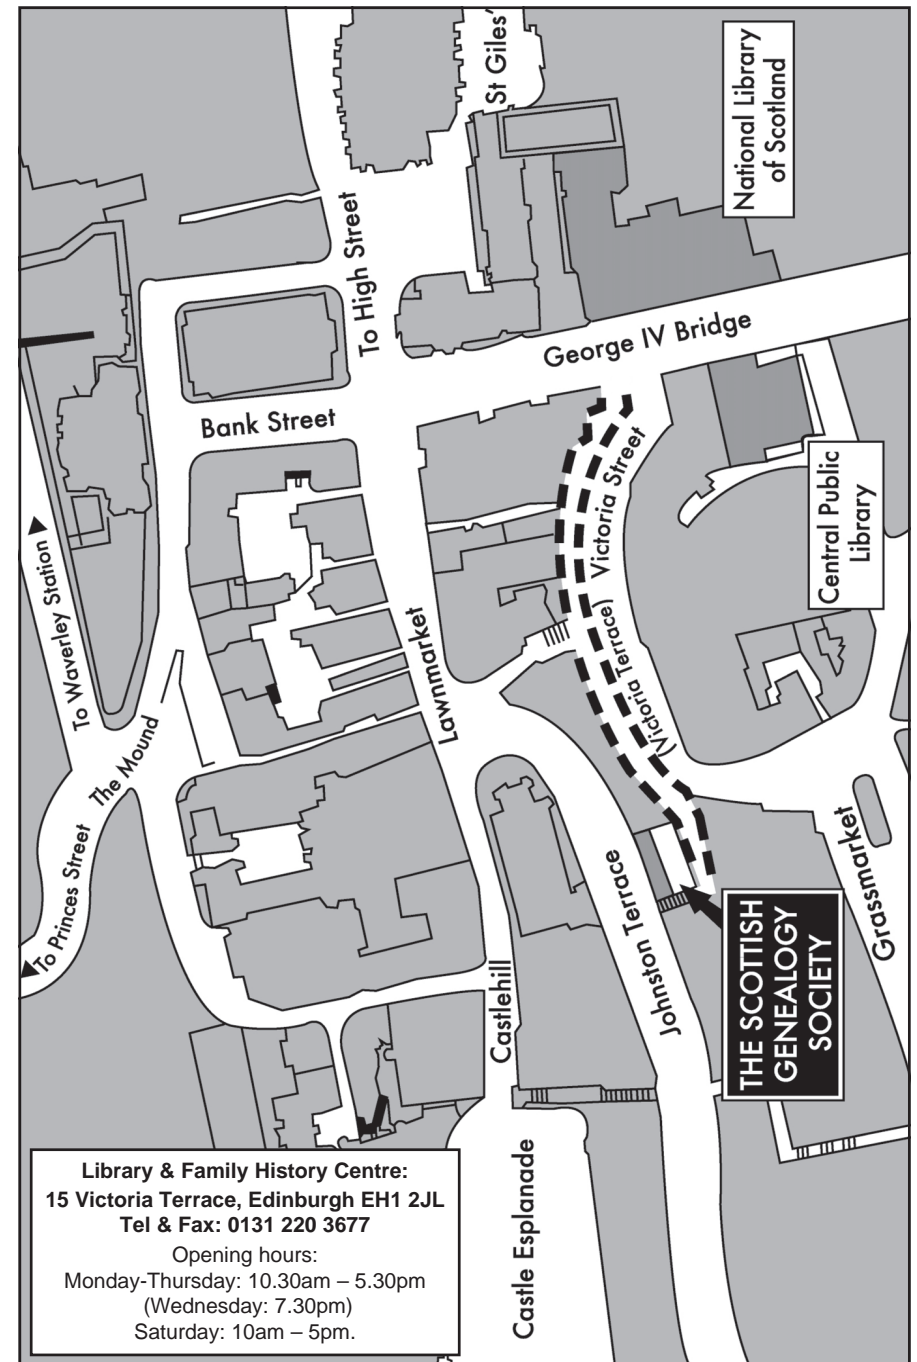 St Giles'
National Library
of Scotland
To High Street
George IV Bridge
Bank Street
Victoria Street
Central Public
Library
To Waverley Station
Lawnmarket
(Victoria Terrace)
The Mound
To Princes Street
Johnston Terrace
Grassmarket
THE SCOTTISH
GENEALOGY
SOCIETY
Castlehill
Castle Esplanade
Library & Family History Centre:
15 Victoria Terrace, Edinburgh EH1 2JL
Tel & Fax: 0131 220 3677
Opening hours:
Monday-Thursday: 10.30am – 5.30pm
(Wednesday: 7.30pm)
Saturday: 10am – 5pm.